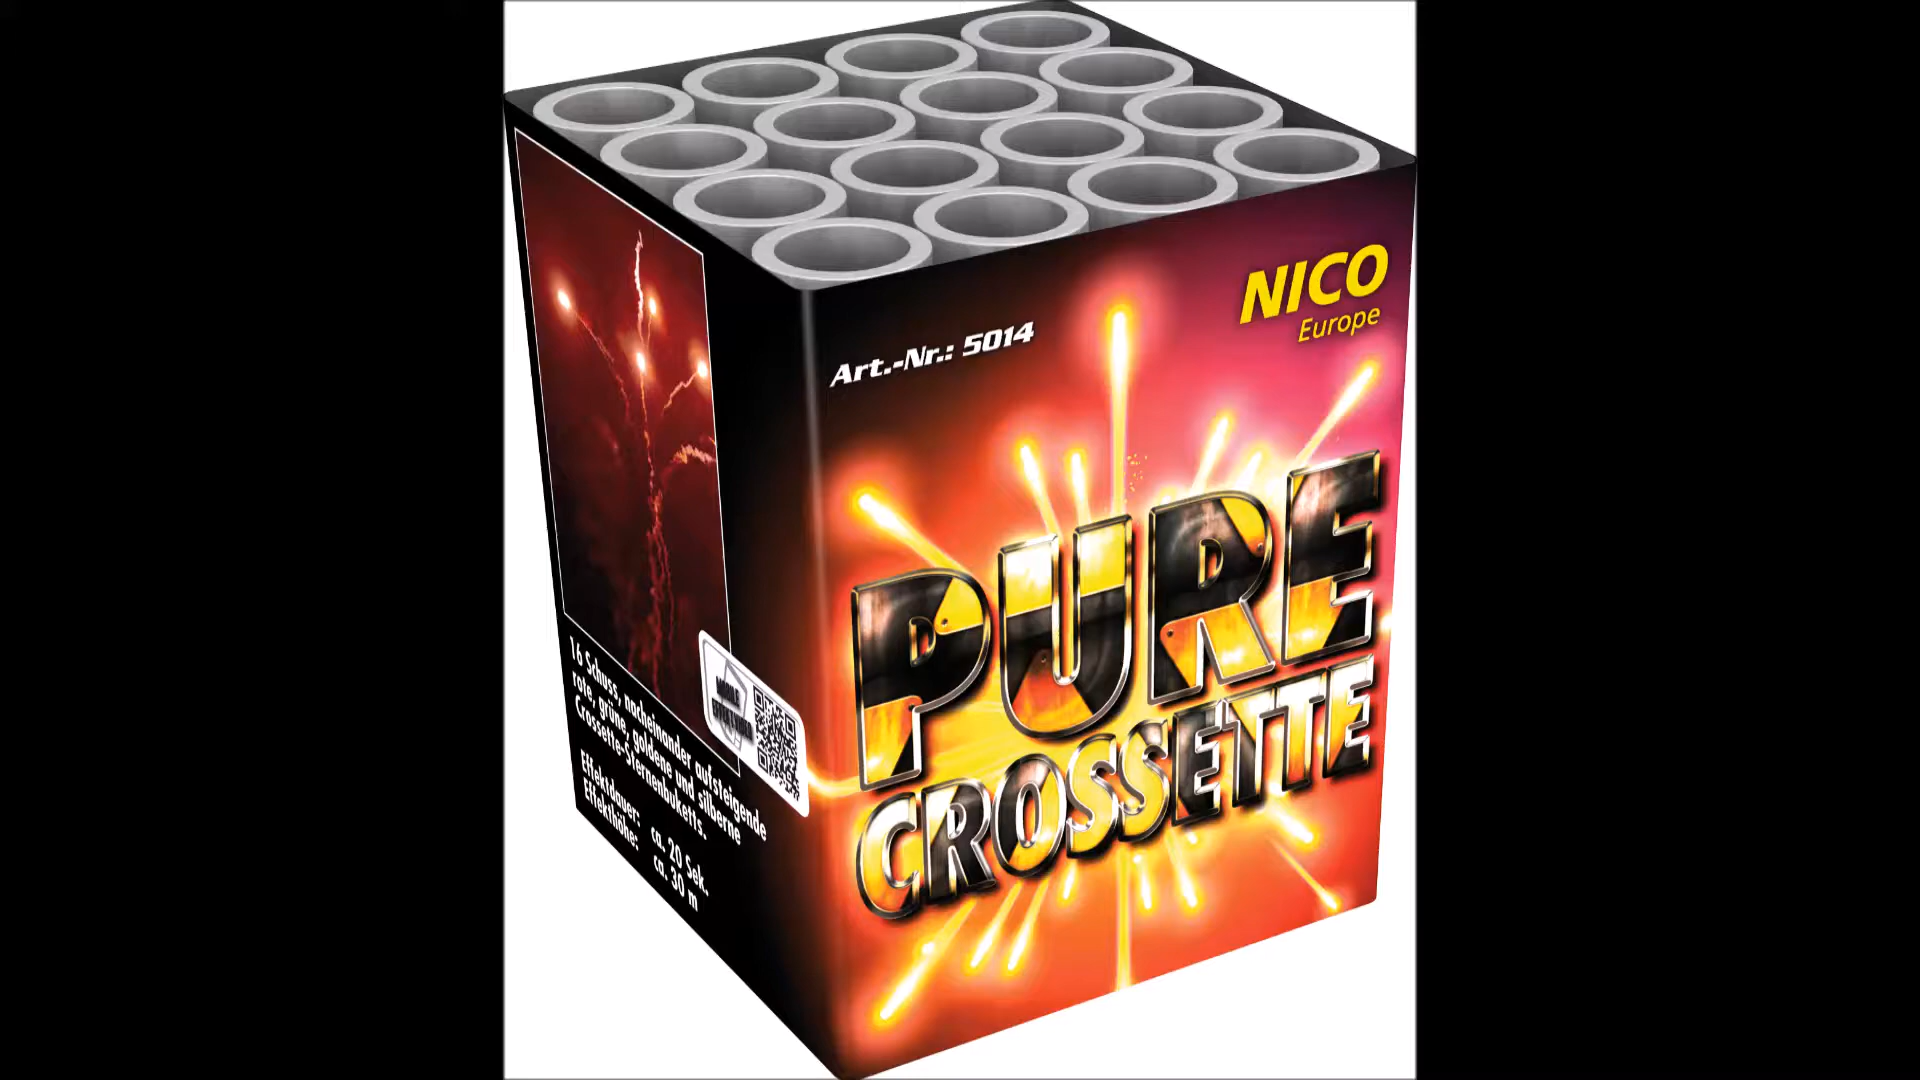 NICO
Europe
Art.-Nr.: 5014
PURE
CROSSETTE
16 Schuss, nacheinander aufsteigende
rote, grüne, goldene und silberne
Crossette-Sternenbuketts.
Effektdauer: ca. 20 Sek.
Effekthöhe: ca. 30 m